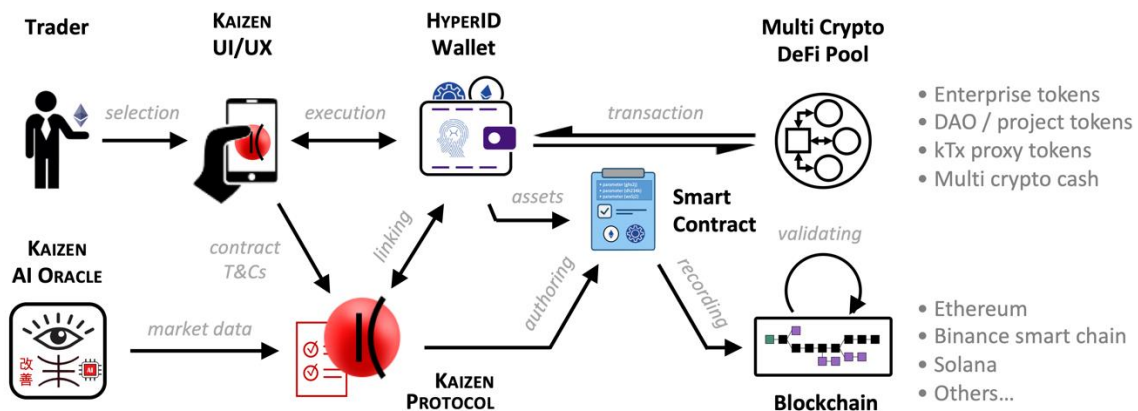 Trader
KAIZEN
UI/UX
HYPERID
Wallet
Multi Crypto
DeFi Pool
selection
execution
transaction
• Enterprise tokens
• DAO / project tokens
• kTx proxy tokens
• Multi crypto cash
contract
T&Cs
linking
assets
Smart
Contract
validating
KAIZEN
AI ORACLE
改
善
AI
market data
authoring
recording
KAIZEN
PROTOCOL
Blockchain
• Ethereum
• Binance smart chain
• Solana
• Others…